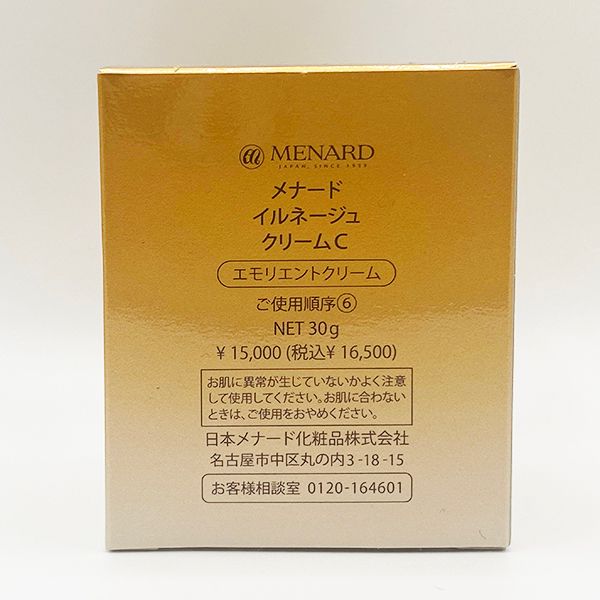 MENARD
JAPAN, SINCE 1959
メナード
イルネージュ
クリームC
エモリエントクリーム
ご使用順序⑥
NET 30g
¥15,000 (税込¥16,500)
お肌に異常が生じていないかよく注意
して使用してください。お肌に合わない
ときは、ご使用をおやめください。
日本メナード化粧品株式会社
名古屋市中区丸の内3-18-15
お客様相談室 0120-164601